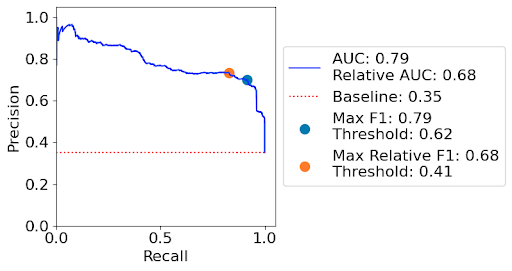 1.0
0.8
0.6
0.4
0.2
0.0
Precision
0.0 0.5 1.0
Recall
AUC: 0.79
Relative AUC: 0.68
Baseline: 0.35
Max F1: 0.79
Threshold: 0.62
Max Relative F1: 0.68
Threshold: 0.41